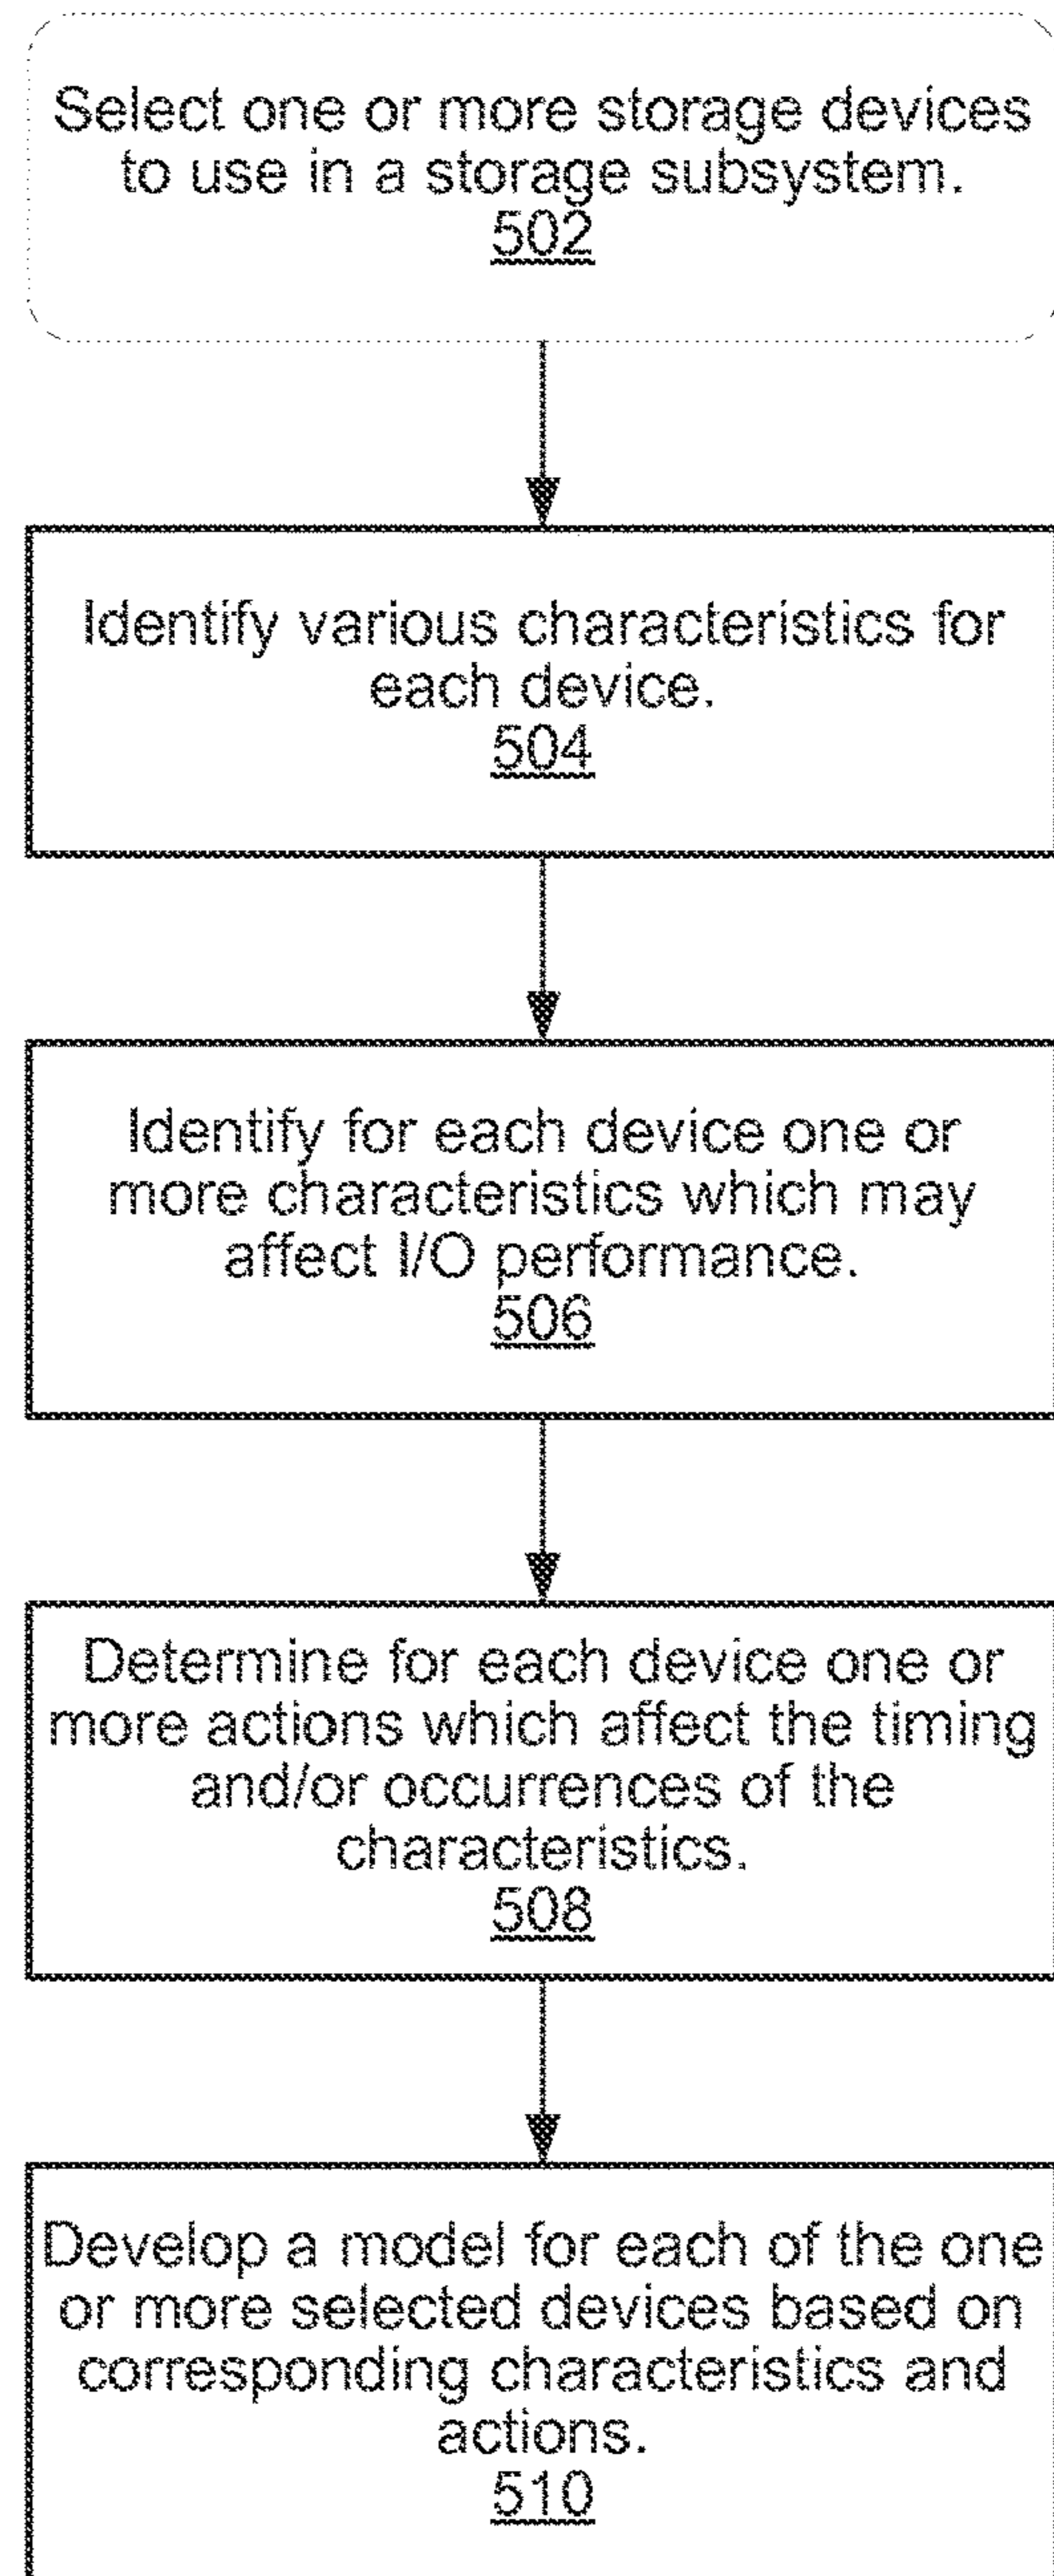 Select one or more storage devices
to use in a storage subsystem.
502
Identify various characteristics for
each device.
504
Identify for each device one or
more characteristics which may
affect I/O performance.
506
Determine for each device one or
more actions which affect the timing
and/or occurrences of the
characteristics.
508
Develop a model for each of the one
or more selected devices based on
corresponding characteristics and
actions.
510